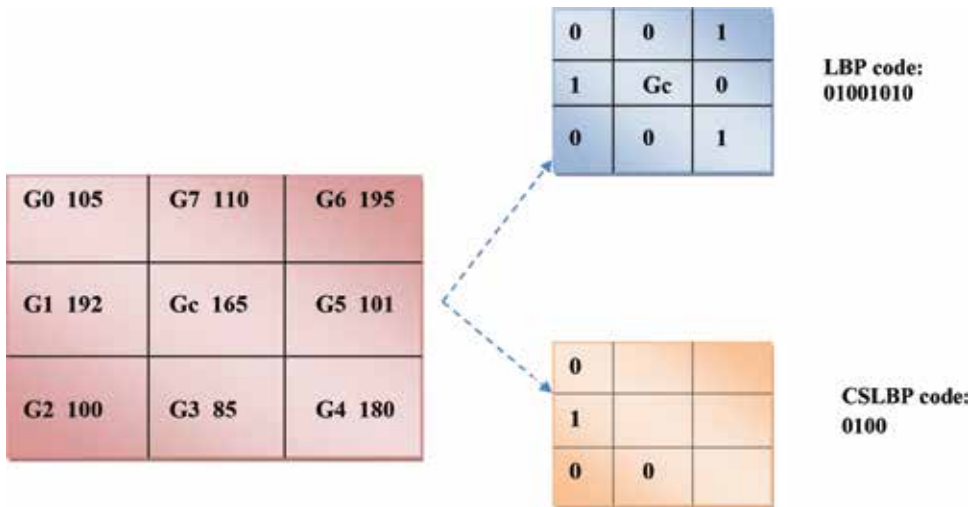 0 0 1
1 Gc 0
0 0 1
LBP code:
01001010
G0 105 G7 110 G6 195
G1 192 Gc 165 G5 101
G2 100 G3 85 G4 180
0
1
0 0
CSLBP code:
0100